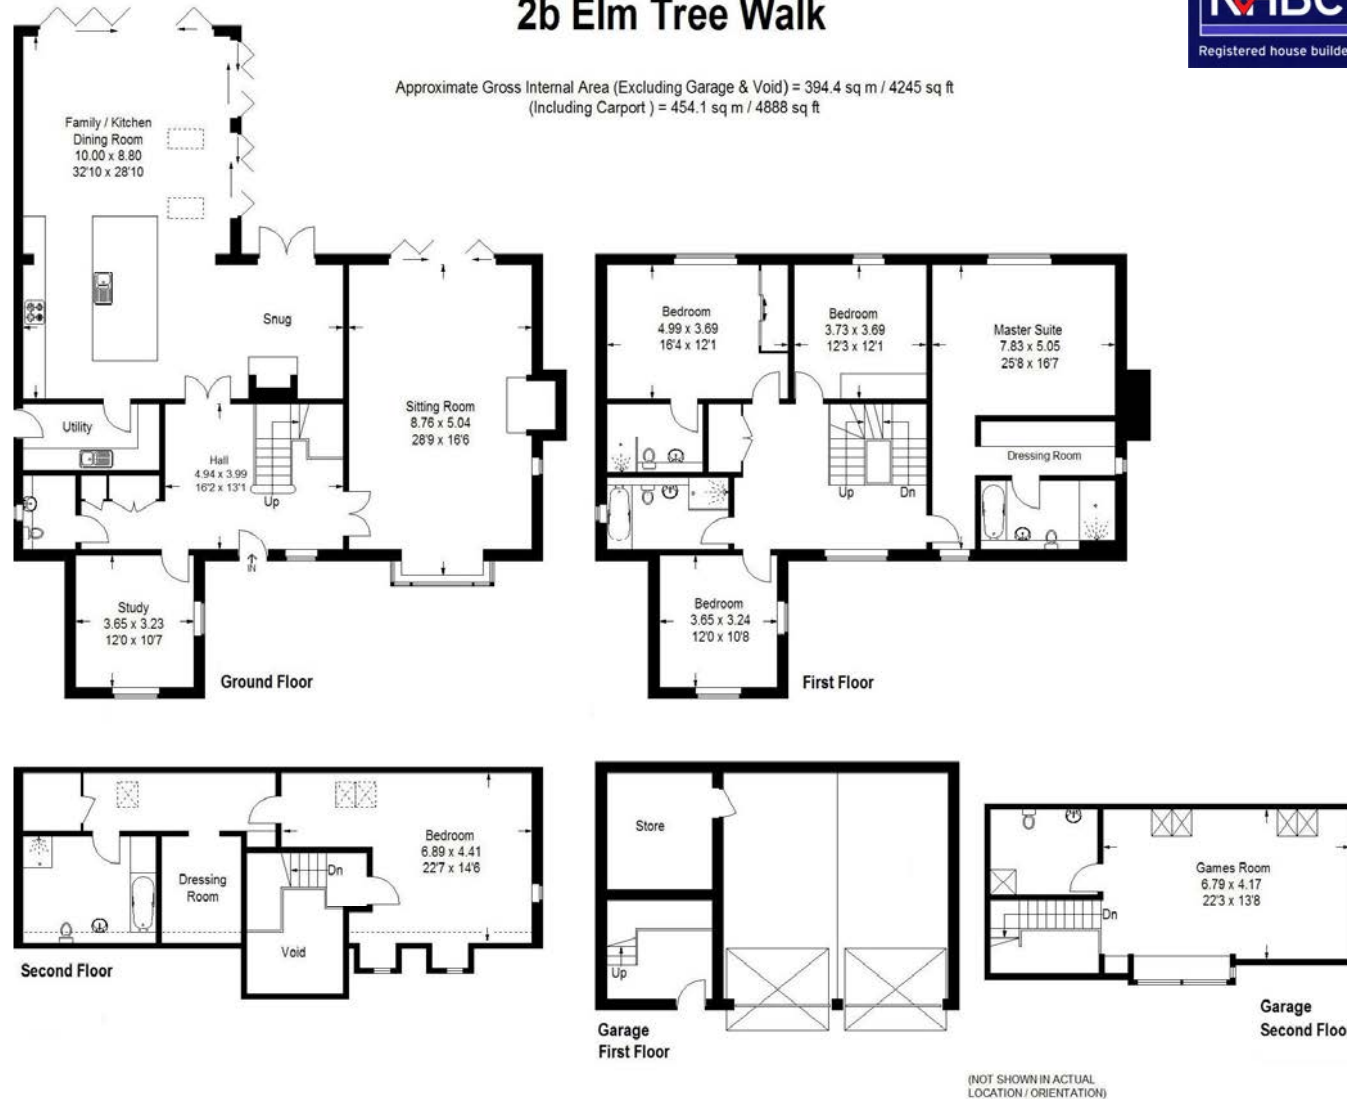 2b Elm Tree Walk
Registered house builde
Approximate Gross Internal Area (Excluding Garage & Void) = 394.4 sq m / 4245 sq ft
(Including Carport ) = 454.1 sq m / 4888 sq ft
Family / Kitchen
Dining Room
10.00 x 8.80
32'10 x 28'10
Snug
Utility
Hall
4.94 x 3.99
16'2 x 13'1
Up
Sitting Room
8.76 x 5.04
28'9 x 16'6
IN
Study
3.65 x 3.23
12'0 x 10'7
Ground Floor
Bedroom
4.99 x 3.69
16'4 x 12'1
Bedroom
3.73 x 3.69
12'3 x 12'1
Master Suite
7.83 x 5.05
25'8 x 16'7
Dressing Room
Up
Dn
Bedroom
3.65 x 3.24
12'0 x 10'8
First Floor
Bedroom
6.89 x 4.41
22'7 x 14'6
Dn
Dressing
Room
Void
Second Floor
Store
Up
Garage
First Floor
Games Room
6.79 x 4.17
22'3 x 13'8
Dn
Garage
Second Floo
(NOT SHOWN IN ACTUAL
LOCATION / ORIENTATION)